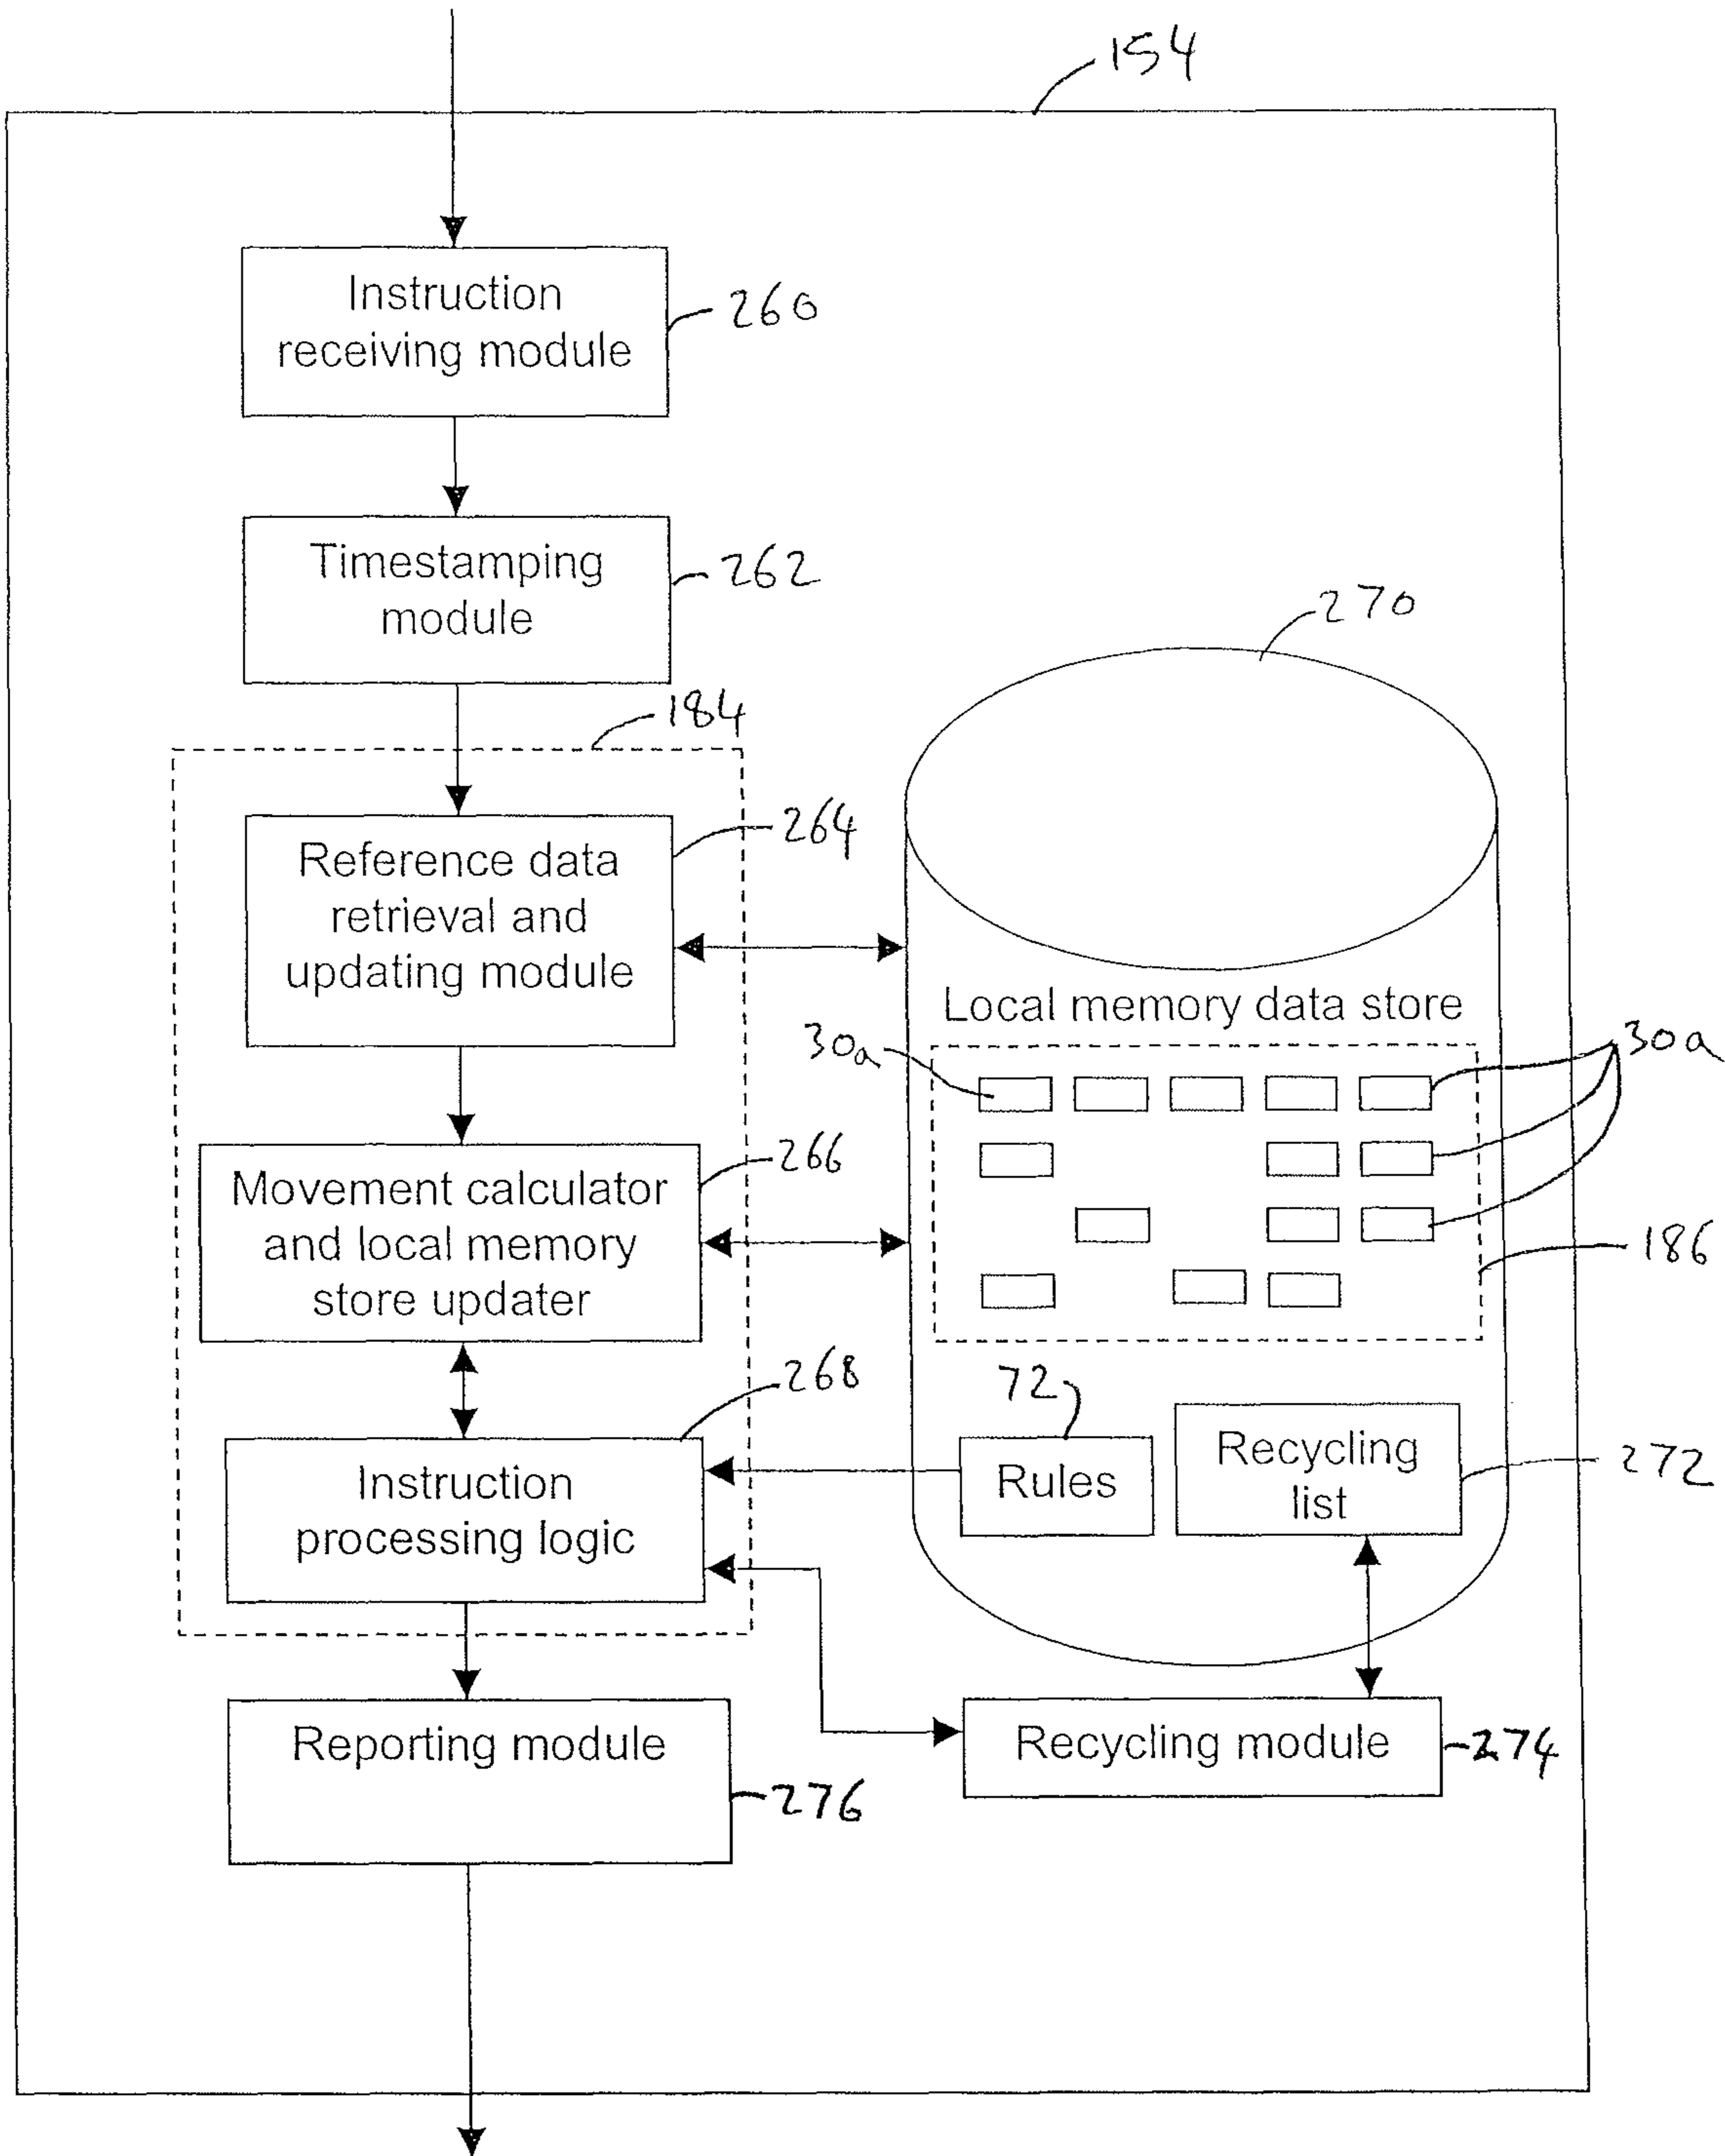 154
Instruction
receiving module
260
Timestamping
module
262
270
184
Reference data
retrieval and
updating module
264
Local memory data store
30a
30a
Movement calculator
and local memory
store updater
266
186
Instruction
processing logic
268
72
Rules
Recycling
list
272
Reporting module
276
Recycling module
274